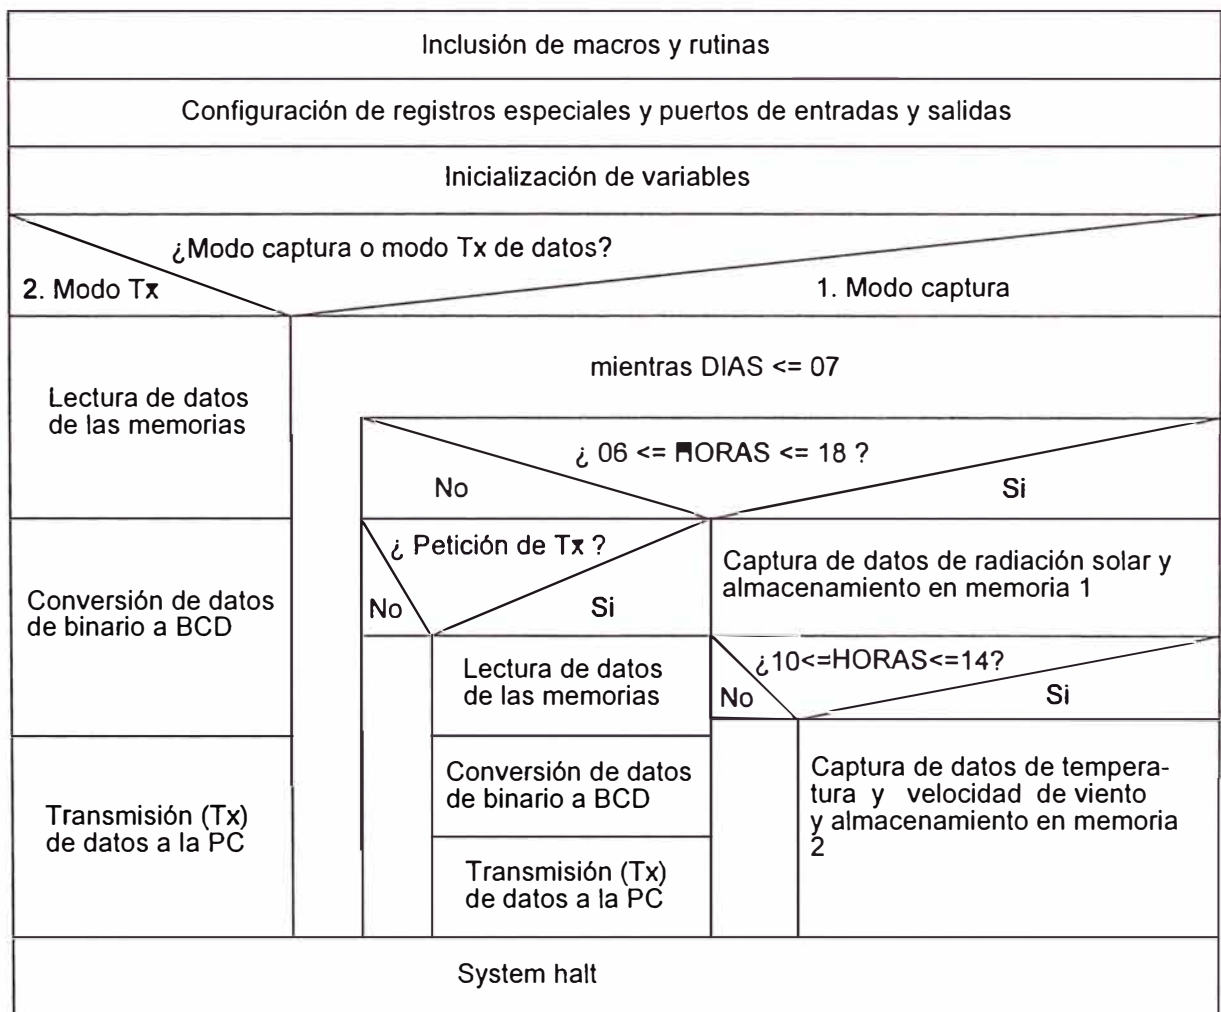 Inclusión de macros y rutinas
Configuración de registros especiales y puertos de entradas y salidas
Inicialización de variables
¿Modo captura o modo Tx de datos?
2. Modo Tx
1. Modo captura
mientras DIAS <= 07
Lectura de datos
de las memorias
¿ 06 <= HORAS <= 18 ?
No
Si
¿ Petición de Tx ?
No
Si
Captura de datos de radiación solar y
almacenamiento en memoria 1
Conversión de datos
de binario a BCD
¿10<=HORAS<=14?
No
Si
Lectura de datos
de las memorias
Conversión de datos
de binario a BCD
Captura de datos de tempera-
tura y velocidad de viento
y almacenamiento en memoria
2
Transmisión (Tx)
de datos a la PC
Transmisión (Tx)
de datos a la PC
System halt